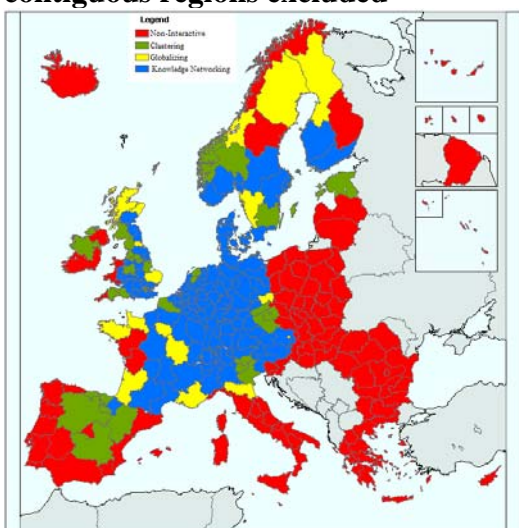 contiguous regions excluded
Legend
Non-Interactive
Clustering
Globalizing
Knowledge Networking